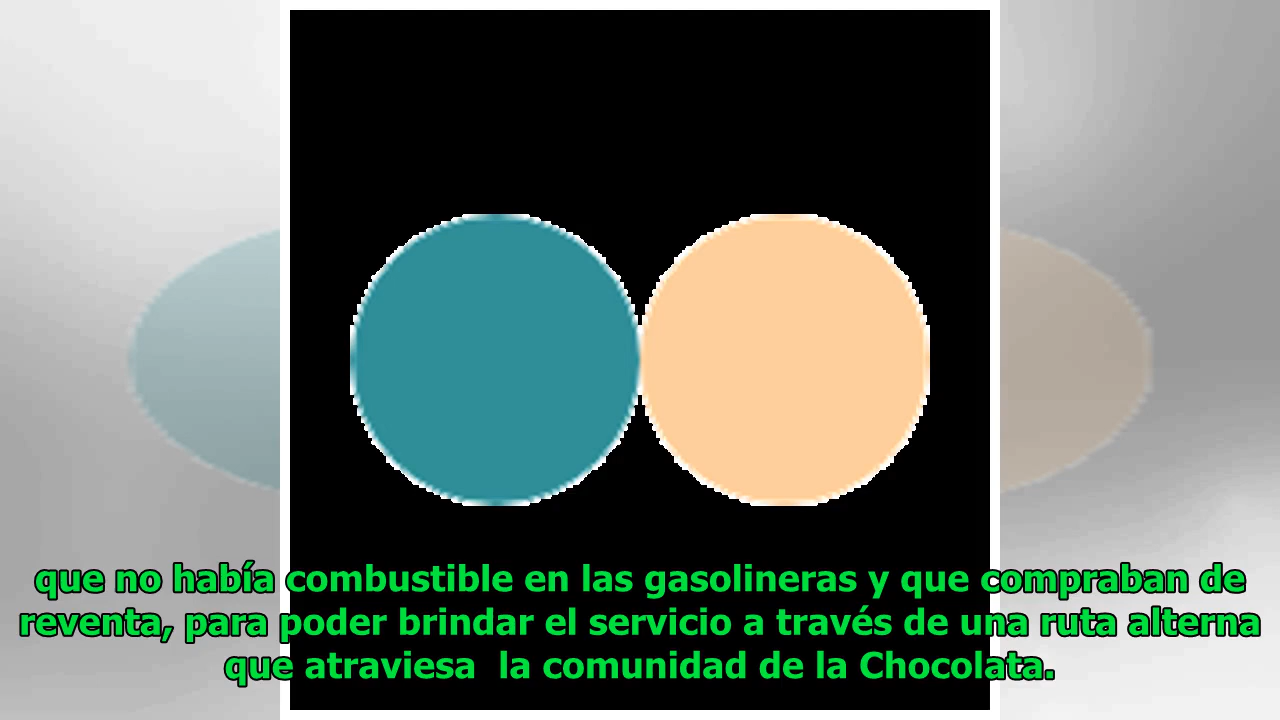 que no había combustible en las gasolineras y que compraban de
reventa, para poder brindar el servicio a través de una ruta alterna
que atraviesa  la comunidad de la Chocolata.